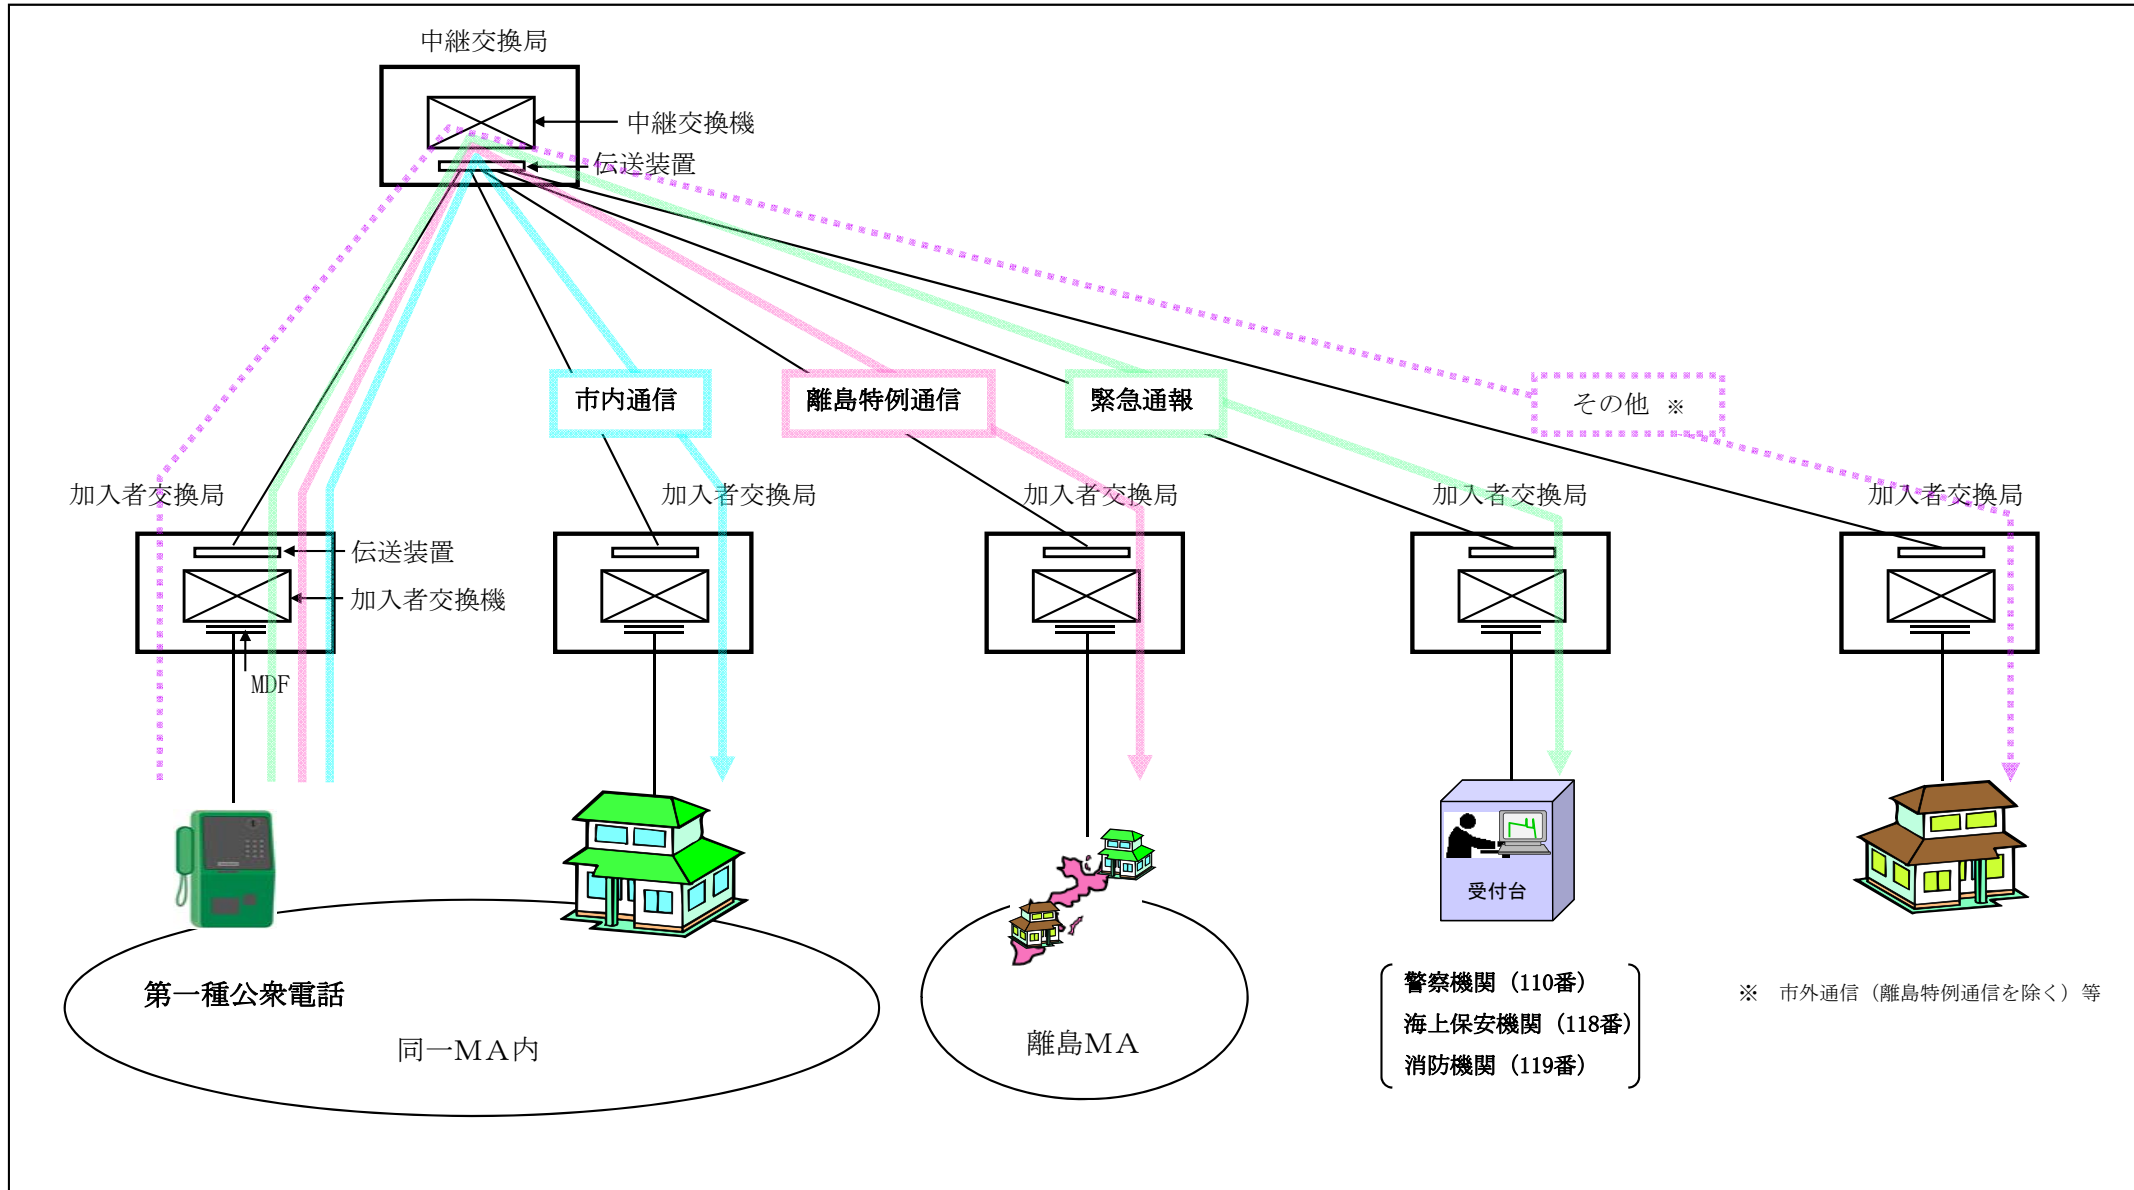 中継交換局
中継交換機
伝送装置
市内通信
離島特例通信
緊急通報
その他 ※
加入者交換局
加入者交換局
加入者交換局
加入者交換局
加入者交換局
伝送装置
加入者交換機
MDF
受付台
第一種公衆電話
同一MA内
離島MA
警察機関（110番）
海上保安機関（118番）
消防機関（119番）
※　市外通信（離島特例通信を除く）等